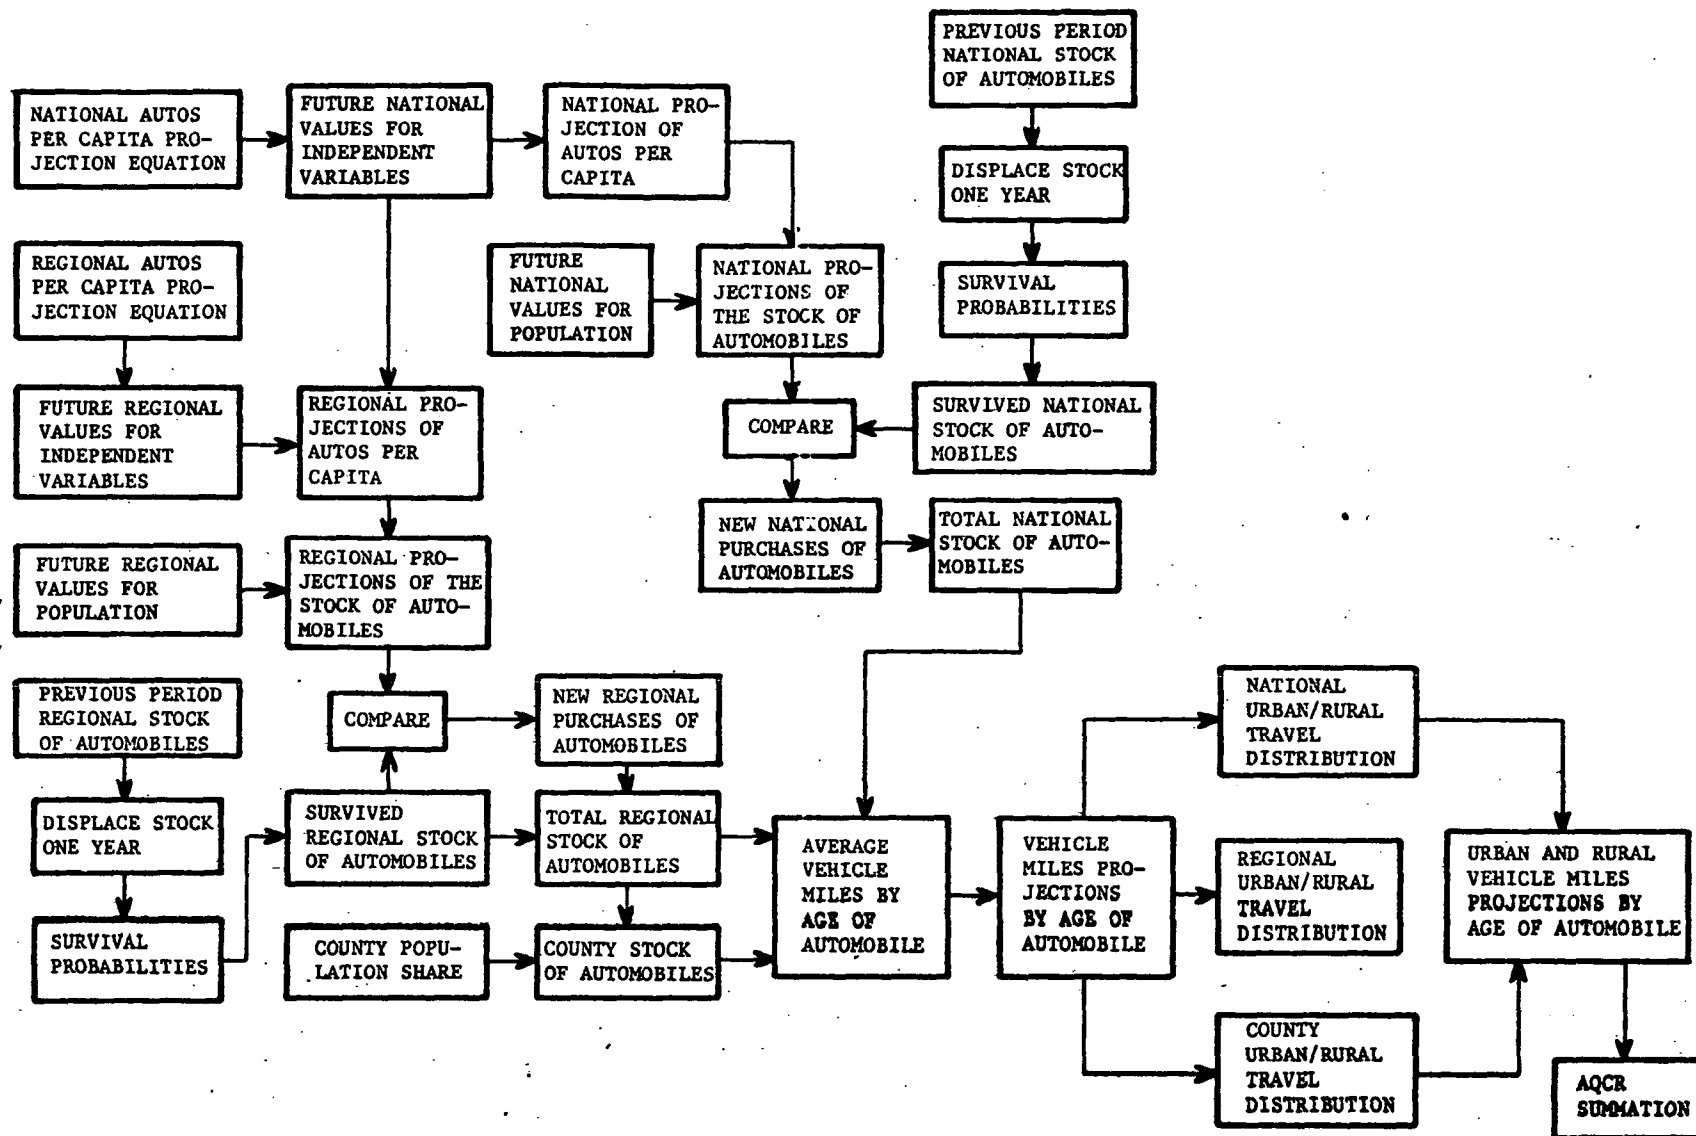 PREVIOUS PERIOD
NATIONAL STOCK
OF AUTOMOBILES
NATIONAL AUTOS
PER CAPITA PRO-
JECTION EQUATION
FUTURE NATIONAL
VALUES FOR
INDEPENDENT
VARIABLES
NATIONAL PRO-
JECTION OF
AUTOS PER
CAPITA
DISPLACE STOCK
ONE YEAR
REGIONAL AUTOS
PER CAPITA PRO-
JECTION EQUATION
FUTURE
NATIONAL
VALUES FOR
POPULATION
NATIONAL PRO-
JECTIONS OF
THE STOCK OF
AUTOMOBILES
SURVIVAL
PROBABILITIES
FUTURE REGIONAL
VALUES FOR
INDEPENDENT
VARIABLES
REGIONAL PRO-
JECTIONS OF
AUTOS PER
CAPITA
COMPARE
SURVIVED NATIONAL
STOCK OF AUTO-
MOBILES
NEW NATIONAL
PURCHASES OF
AUTOMOBILES
TOTAL NATIONAL
STOCK OF AUTO-
MOBILES
FUTURE REGIONAL
VALUES FOR
POPULATION
REGIONAL PRO-
JECTIONS OF THE
STOCK OF AUTO-
MOBILES
PREVIOUS PERIOD
REGIONAL STOCK
OF AUTOMOBILES
COMPARE
NEW REGIONAL
PURCHASES OF
AUTOMOBILES
NATIONAL
URBAN/RURAL
TRAVEL
DISTRIBUTION
DISPLACE STOCK
ONE YEAR
SURVIVED
REGIONAL STOCK
OF AUTOMOBILES
TOTAL REGIONAL
STOCK OF
AUTOMOBILES
AVERAGE
VEHICLE
MILES BY
AGE OF
AUTOMOBILE
VEHICLE
MILES PRO-
JECTIONS
BY AGE OF
AUTOMOBILE
REGIONAL
URBAN/RURAL
TRAVEL
DISTRIBUTION
URBAN AND RURAL
VEHICLE MILES
PROJECTIONS BY
AGE OF AUTOMOBILE
SURVIVAL
PROBABILITIES
COUNTY POPU-
LATION SHARE
COUNTY STOCK
OF AUTOMOBILES
COUNTY
URBAN/RURAL
TRAVEL
DISTRIBUTION
AQCR
SUMMATION